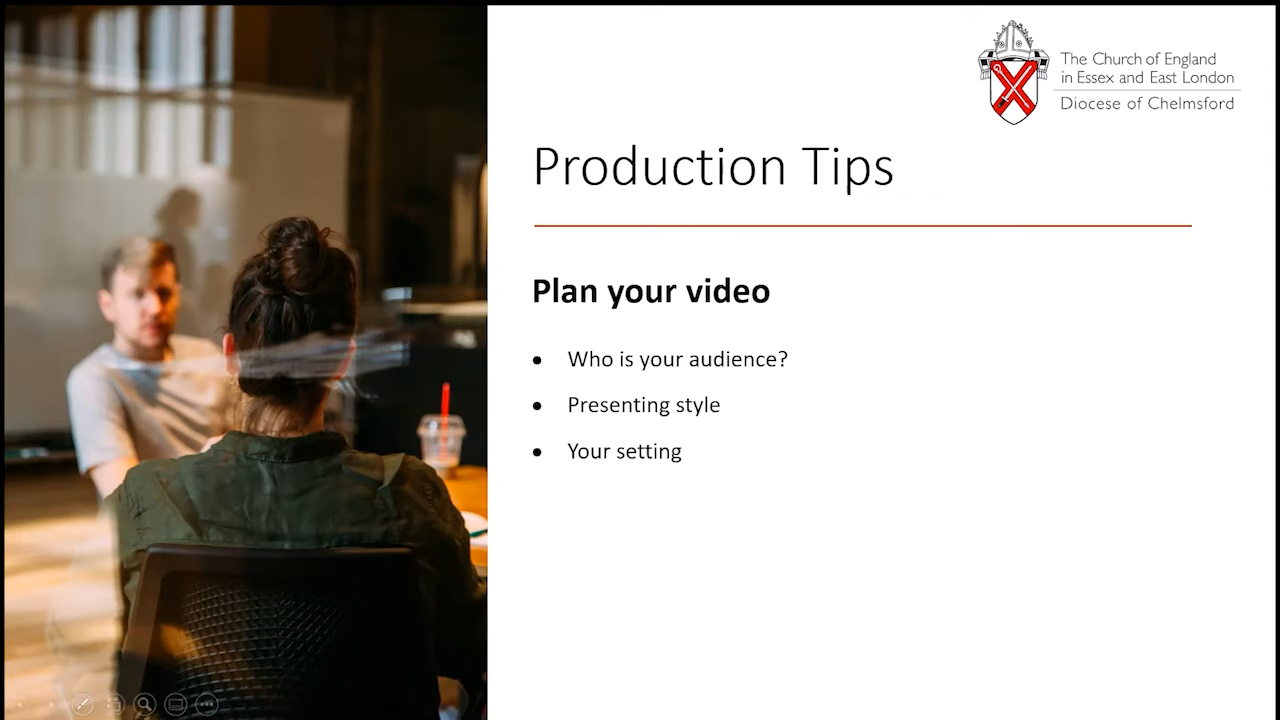 The Church of England
in Essex and East London
Diocese of Chelmsford
Production Tips
Plan your video
• Who is your audience?
• Presenting style
• Your setting